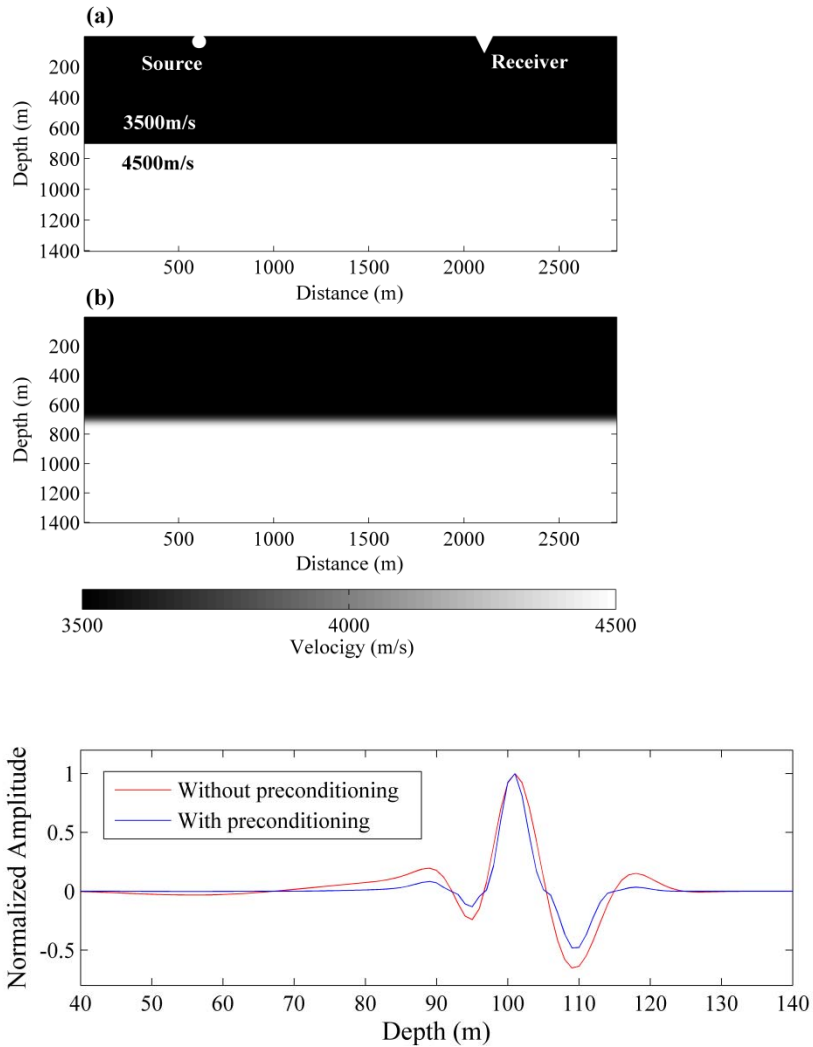 (a)
Source
Receiver
3500m/s
4500m/s
200
400
600
800
1000
1200
1400
Depth (m)
500 1000 1500 2000 2500
Distance (m)
(b)
200
400
600
800
1000
1200
1400
Depth (m)
500 1000 1500 2000 2500
Distance (m)
3500 4000 4500
Velocigy (m/s)
Normalized Amplitude
1
0.5
0
-0.5
Without preconditioning
With preconditioning
40 50 60 70 80 90 100 110 120 130 140
Depth (m)